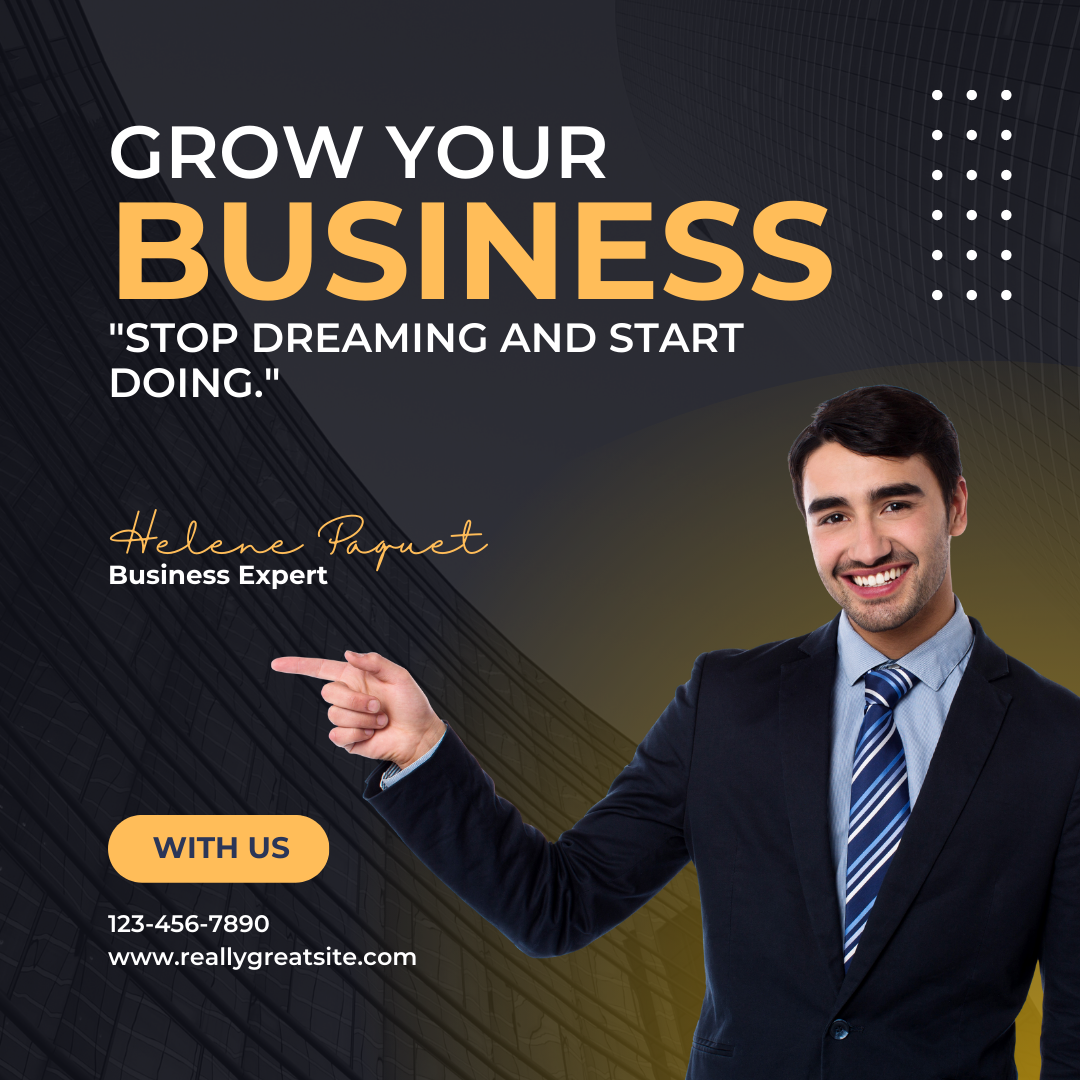 GROW YOUR
BUSINESS
"STOP DREAMING AND START
DOING."
Helene Paquet
Business Expert
WITH US
123-456-7890
www.reallygreatsite.com